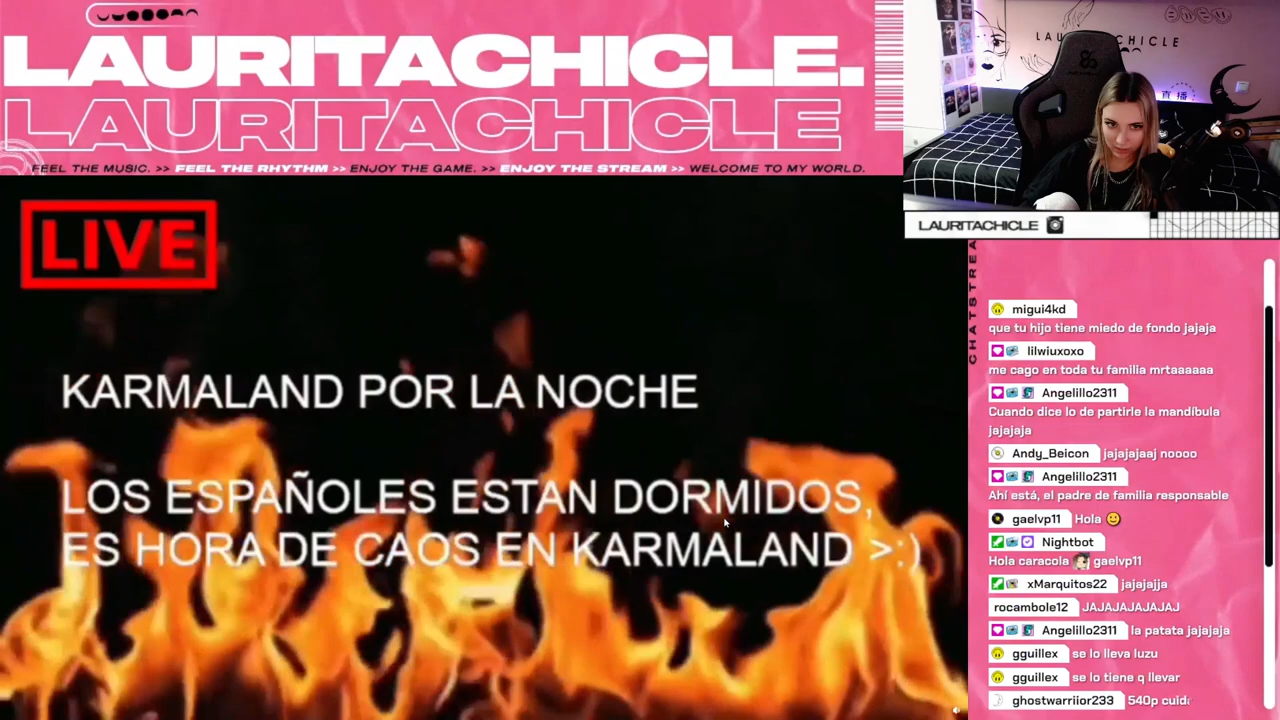 LAURITACHICLE.
LAURITACHICLE
FEEL THE MUSIC. >> FEEL THE RHYTHM >> ENJOY THE GAME. >> ENJOY THE STREAM >> WELCOME TO MY WORLD.
LIVE
KARMALAND POR LA NOCHE
LOS ESPAÑOLES ESTAN DORMIDOS,
ES HORA DE CAOS EN KARMALAND >:)
直播
LAURITACHICLE
CHATSTREA
migui4kd
que tu hijo tiene miedo de fondo jajaja
lilwiuxoxo
me cago en toda tu familia mrtaaaaaa
Angelillo2311
Cuando dice lo de partirle la mandíbula
jajajaja
Andy_Beicon jajajajaaj noooo
Angelillo2311
Ahí está, el padre de familia responsable
gaelvp11 Hola
Nightbot
Hola caracola gaelvp11
xMarquitos22 jajajajja
rocambole12 JAJAJAJAJAJAJ
Angelillo2311 la patata jajajaja
gguillex se lo lleva luzu
gguillex se lo tiene q llevar
ghostwarriior233 540p cuid